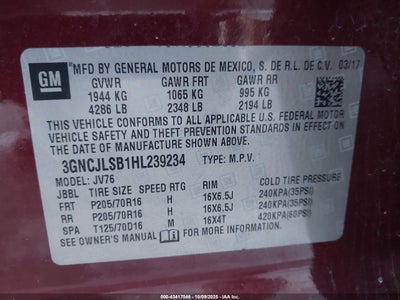 GM
MFD BY GENERAL MOTORS DE MEXICO, S. DE R.L. DE C.V. 03/17
GVWR GAWR FRT GAWR RR
1944 KG 1065 KG 995 KG
4286 LB 2348 LB 2194 LB
THIS VEHICLE CONFORMS TO ALL APPLICABLE U.S. FEDERAL MOTOR
VEHICLE SAFETY AND THEFT PREVENTION STANDARDS IN EFFECT ON THE
DATE OF MANUFACTURE SHOWN ABOVE.
3GNCJLSB1HL239234 TYPE: M.P.V.
MODEL: JV76
JBBL TIRE SIZE SPEED RTG RIM COLD TIRE PRESSURE
FRT P205/70R16 H 16X6.5J 240KPA(35PSI)
RR P205/70R16 H 16X6.5J 240KPA(35PSI)
SPA T125/70D16 M 16X4T 420KPA(60PSI)
SEE OWNER'S MANUAL FOR MORE INFORMATION
000-43417046 - 10/09/2025 - IAAI.COM